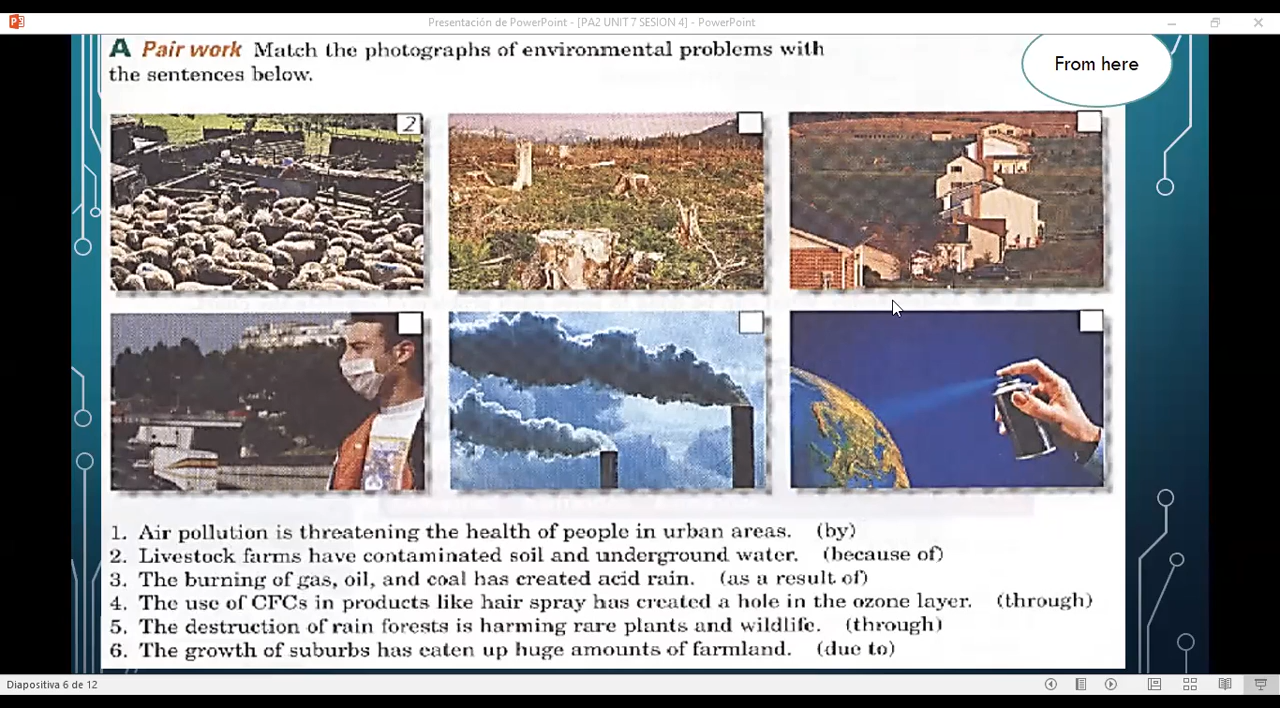 Presentación de PowerPoint - [PA2 UNIT 7 SESION 4] - PowerPoint
A Pair work Match the photographs of environmental problems with
the sentences below.
From here
2
1. Air pollution is threatening the health of people in urban areas. (by)
2. Livestock farms have contaminated soil and underground water. (because of)
3. The burning of gas, oil, and coal has created acid rain. (as a result of)
4. The use of CFCs in products like hair spray has created a hole in the ozone layer. (through)
5. The destruction of rain forests is harming rare plants and wildlife. (through)
6. The growth of suburbs has eaten up huge amounts of farmland. (due to)
Diapositiva 6 de 12